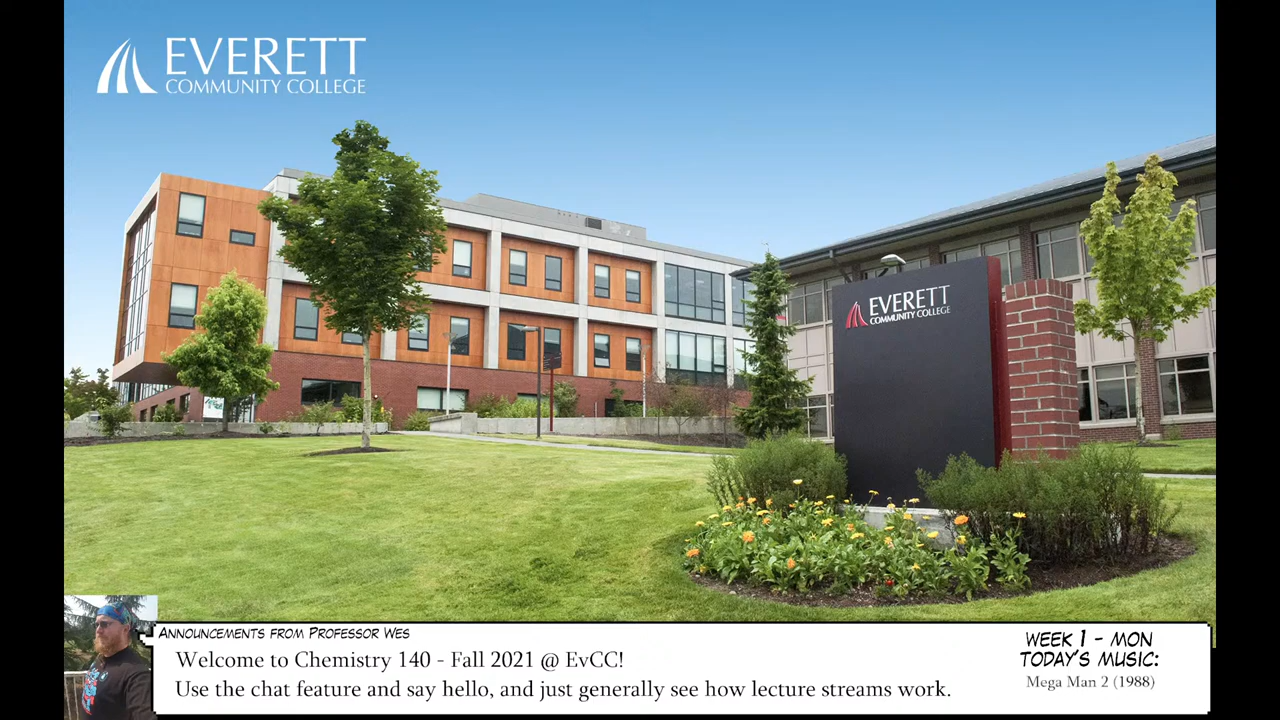 EVERETT
COMMUNITY COLLEGE
EVERETT
COMMUNITY COLLEGE
Announcements from Professor Wes
Welcome to Chemistry 140 - Fall 2021 @ EvCC!
Use the chat feature and say hello, and just generally see how lecture streams work.
WEEK 1 - MON
TODAY'S MUSIC:
Mega Man 2 (1988)